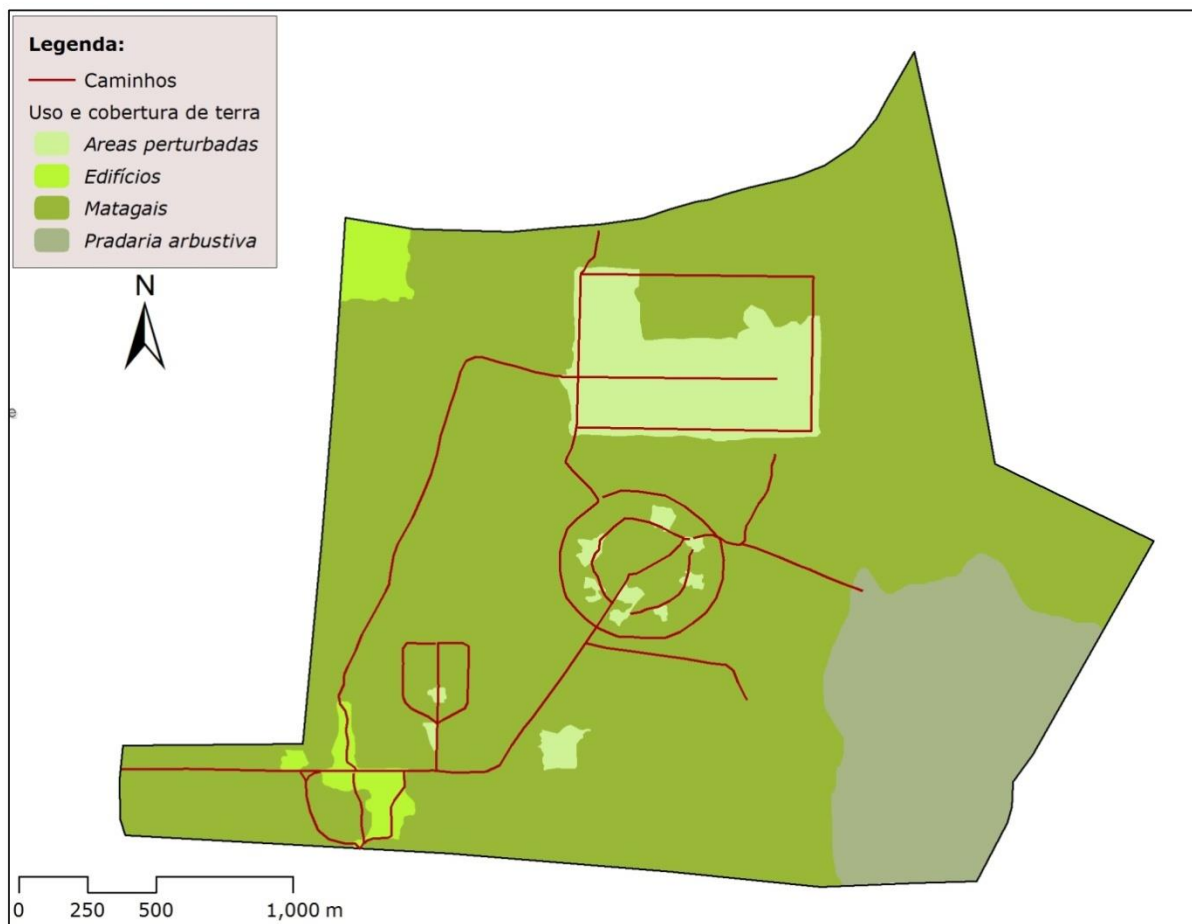 Legenda:
Caminhos
Uso e cobertura de terra
Areas perturbadas
Edifícios
Matagais
Pradaria arbustiva
N
e
0 250 500 1,000 m